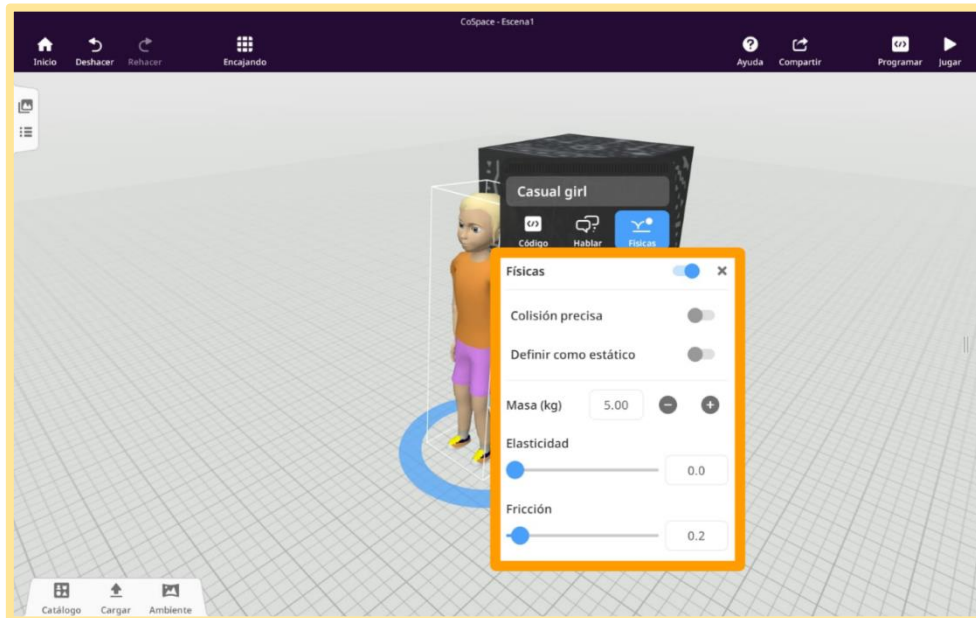 CoSpace - Escena1
Inicio Deshacer Rehacer Encajando Ayuda Compartir Programar Jugar
Casual girl
Código Hablar Físicas
Físicas
Colisión precisa
Definir como estático
Masa (kg) 5.00
Elasticidad
0.0
Fricción
0.2
Catálogo Cargar Ambiente